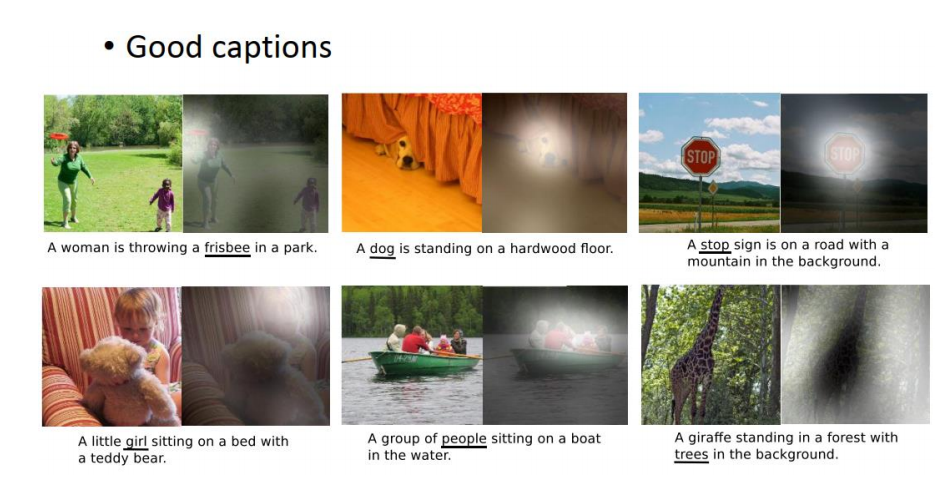 • Good captions
A woman is throwing a frisbee in a park.
A dog is standing on a hardwood floor.
STOP
STOP
A stop sign is on a road with a
mountain in the background.
A little girl sitting on a bed with
a teddy bear.
A group of people sitting on a boat
in the water.
A giraffe standing in a forest with
trees in the background.